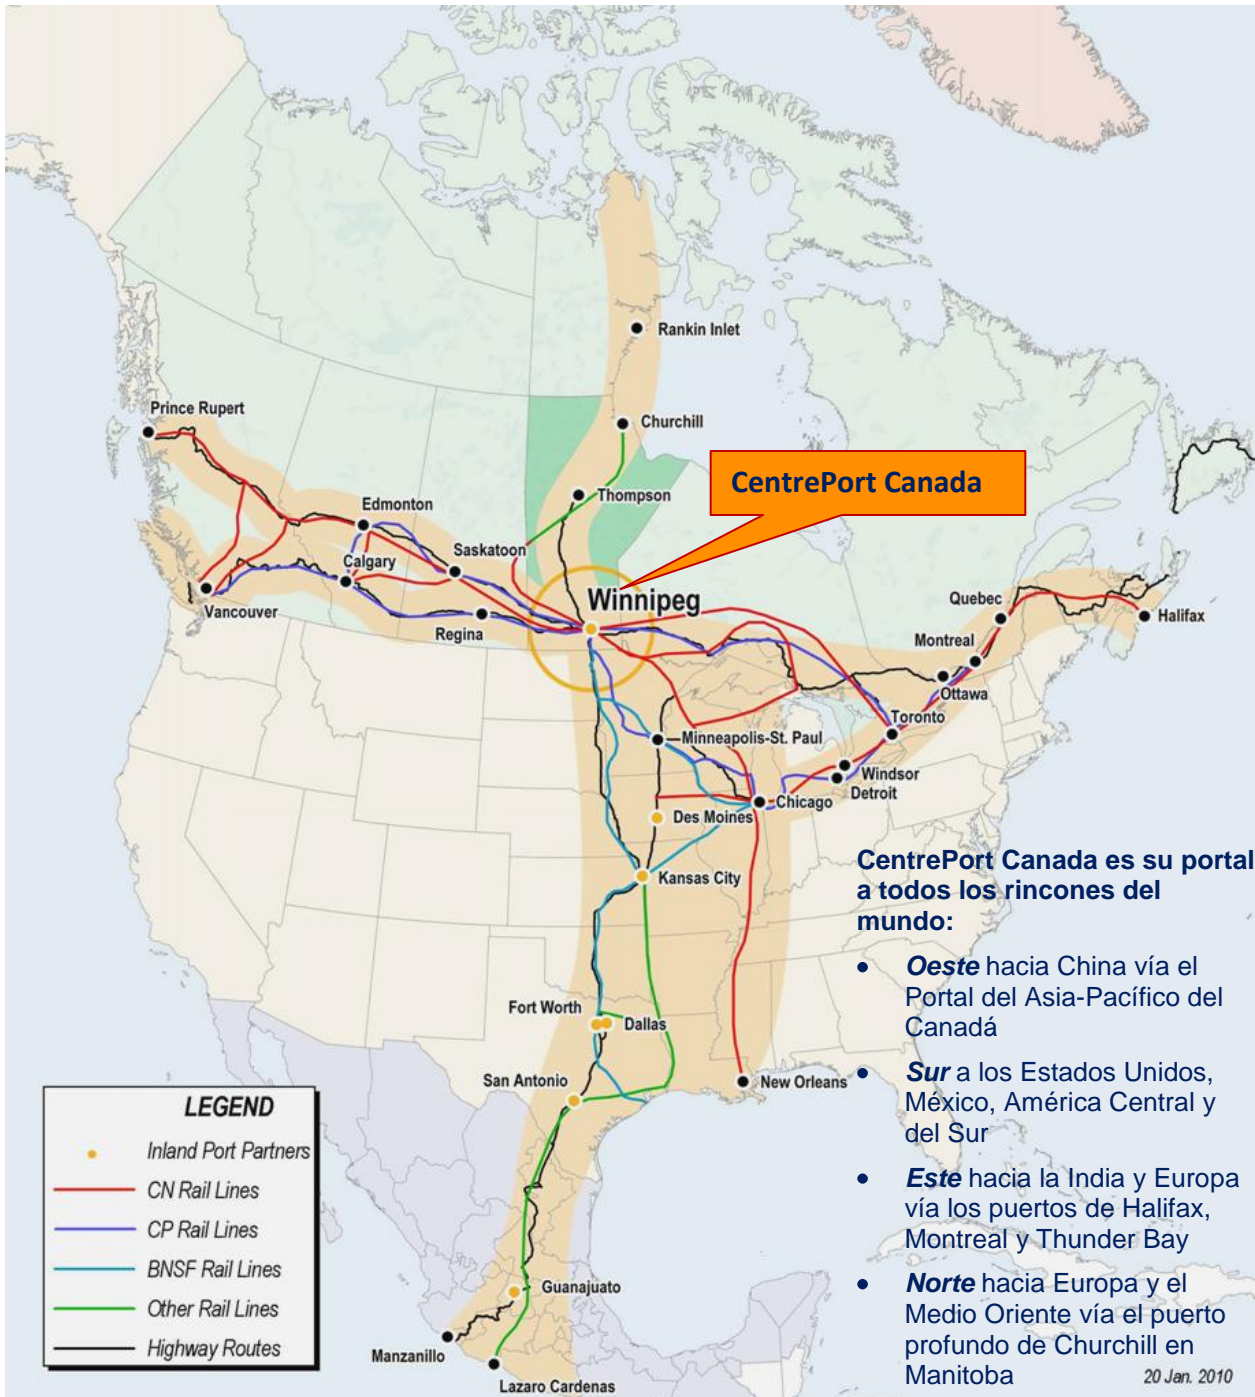 Rankin Inlet
Prince Rupert
Churchill
CentrePort Canada
Thompson
Edmonton
Saskatoon
Calgary
Winnipeg
Quebec
Vancouver
Regina
Halifax
Montreal
Ottawa
Toronto
Minneapolis-St. Paul
Windsor
Detroit
Chicago
Des Moines
Kansas City
CentrePort Canada es su portal
a todos los rincones del
mundo:
• Oeste hacia China vía el
Portal del Asia-Pacífico del
Canadá
• Sur a los Estados Unidos,
México, América Central y
del Sur
• Este hacia la India y Europa
vía los puertos de Halifax,
Montreal y Thunder Bay
• Norte hacia Europa y el
Medio Oriente vía el puerto
profundo de Churchill en
Manitoba
Fort Worth
Dallas
San Antonio
New Orleans
LEGEND
Inland Port Partners
CN Rail Lines
CP Rail Lines
BNSF Rail Lines
Other Rail Lines
Highway Routes
Guanajuato
Manzanillo
Lazaro Cardenas
20 Jan. 2010